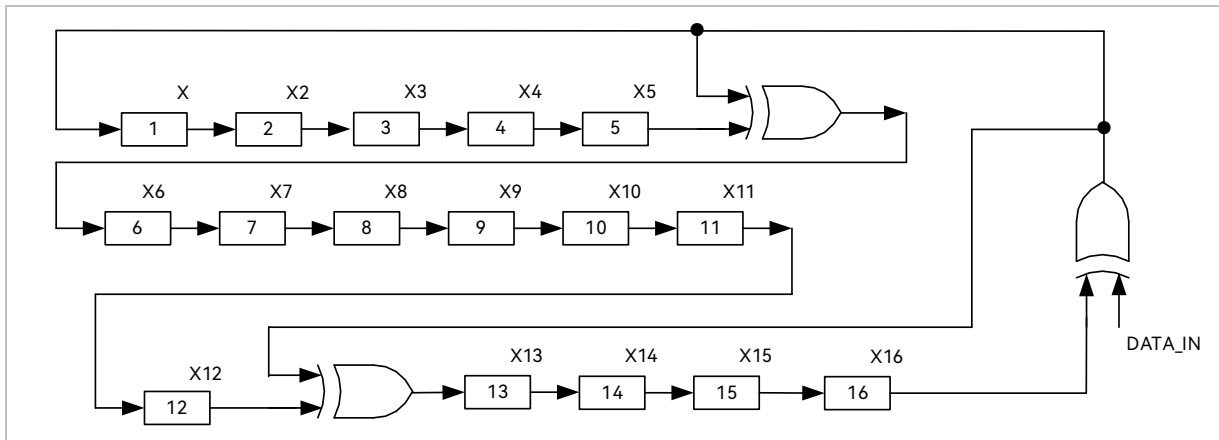 X X2 X3 X4 X5
1 2 3 4 5
X6 X7 X8 X9 X10 X11
6 7 8 9 10 11
DATA_IN
X12 X13 X14 X15 X16
12 13 14 15 16